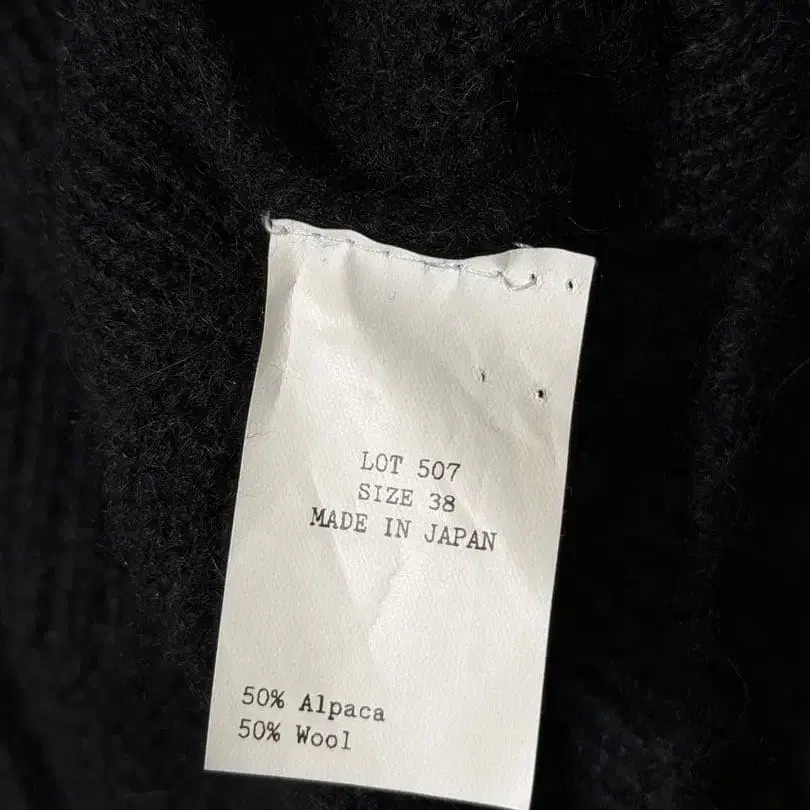 LOT 507
SIZE 38
MADE IN JAPAN
50% Alpaca
50% Wool